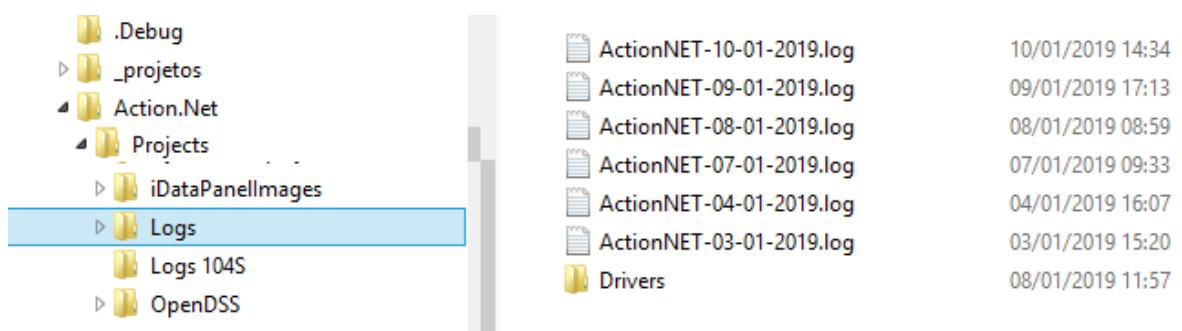 .Debug
_projetos
Action.Net
Projects
iDataPanelImages
Logs
Logs 104S
OpenDSS
ActionNET-10-01-2019.log 10/01/2019 14:34
ActionNET-09-01-2019.log 09/01/2019 17:13
ActionNET-08-01-2019.log 08/01/2019 08:59
ActionNET-07-01-2019.log 07/01/2019 09:33
ActionNET-04-01-2019.log 04/01/2019 16:07
ActionNET-03-01-2019.log 03/01/2019 15:20
Drivers 08/01/2019 11:57